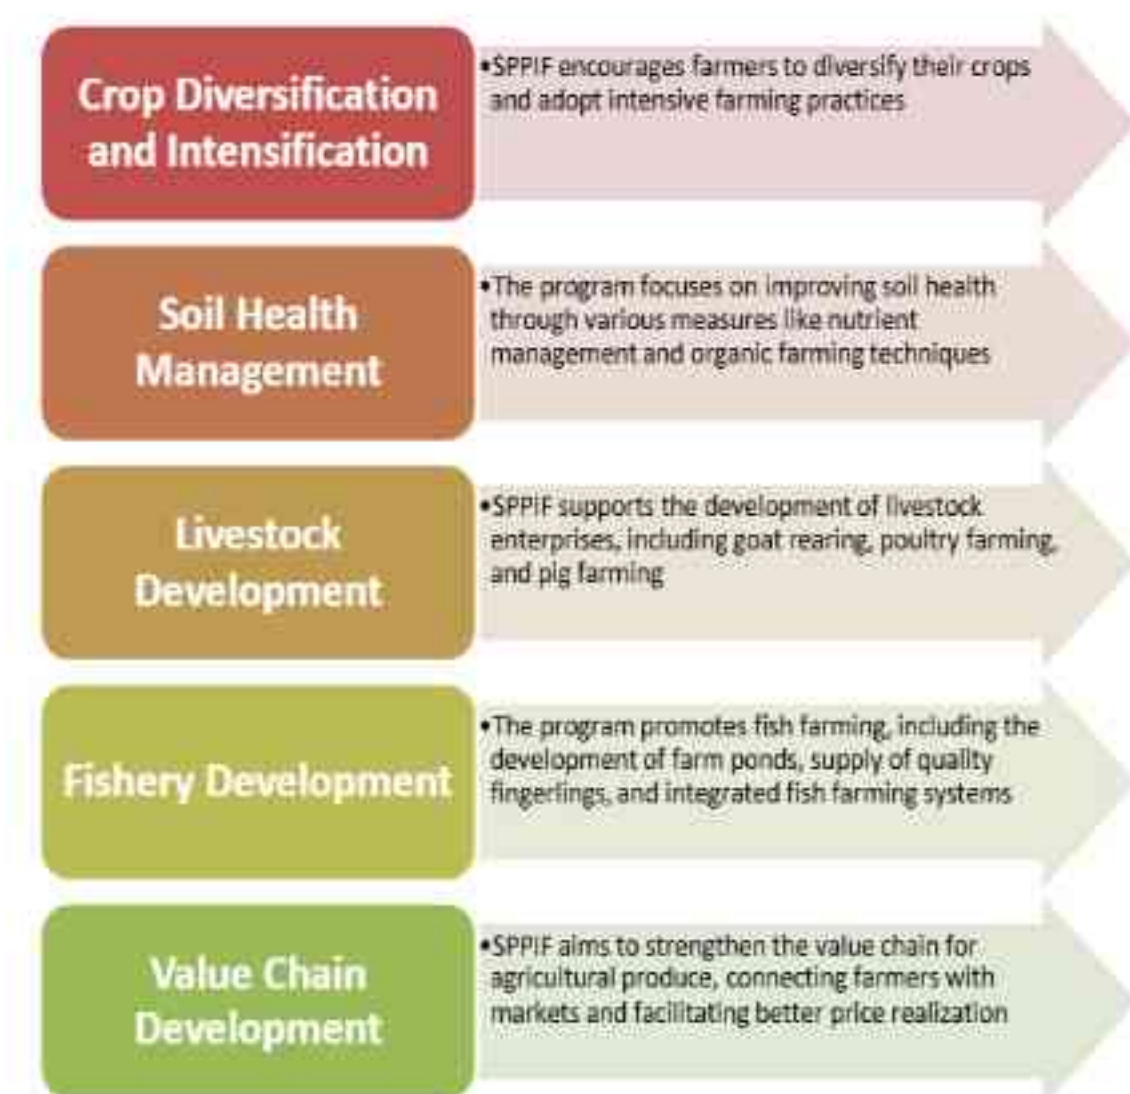 Crop Diversification
and Intensification
•SPPIF encourages farmers to diversify their crops
and adopt intensive farming practices
Soil Health
Management
•The program focuses on improving soil health
through various measures like nutrient
management and organic farming techniques
Livestock
Development
•SPPIF supports the development of livestock
enterprises, including goat rearing, poultry farming,
and pig farming
Fishery Development
•The program promotes fish farming, including the
development of farm ponds, supply of quality
fingerlings, and integrated fish farming systems
Value Chain
Development
•SPPIF aims to strengthen the value chain for
agricultural produce, connecting farmers with
markets and facilitating better price realization